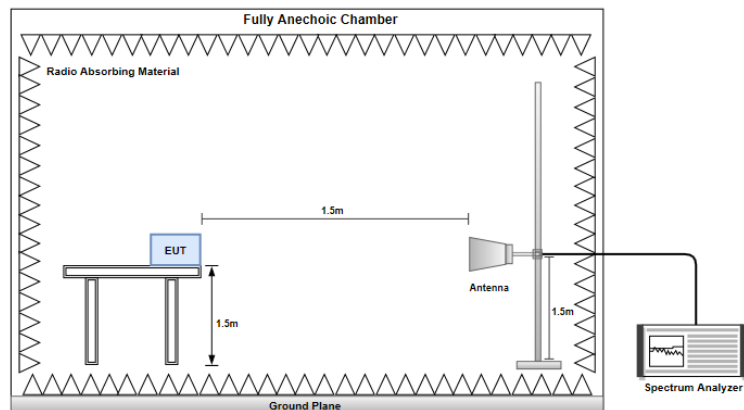 Fully Anechoic Chamber
Radio Absorbing Material
1.5m
EUT
Antenna
1.5m
1.5m
Spectrum Analyzer
Ground Plane